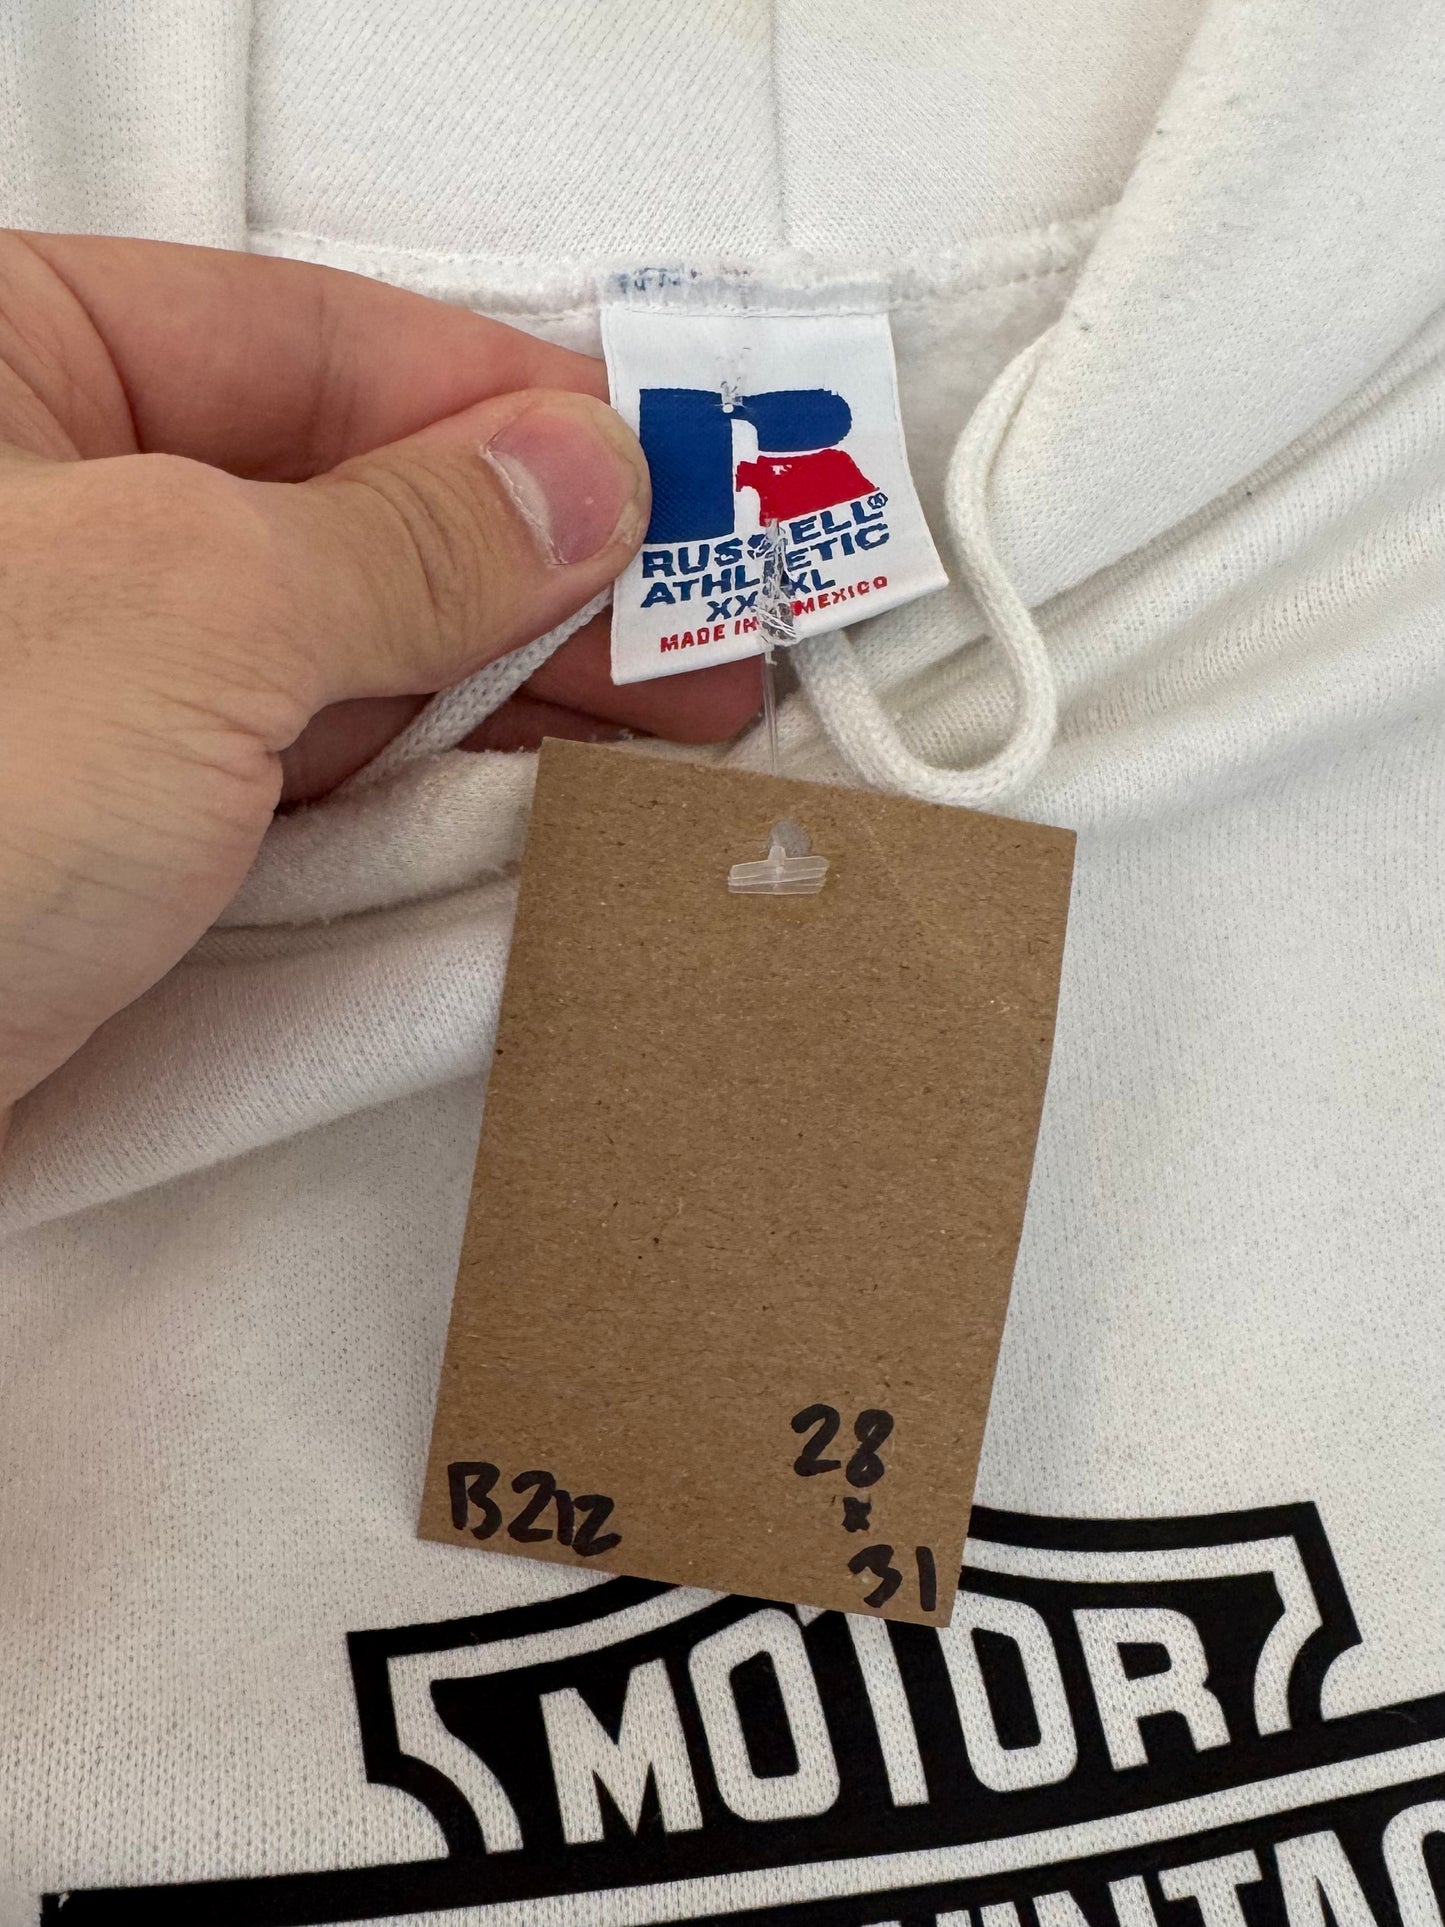 RUSSELL®
ATHLETIC
MADE IN MEXICO
B212
28
x
31
MOTOR